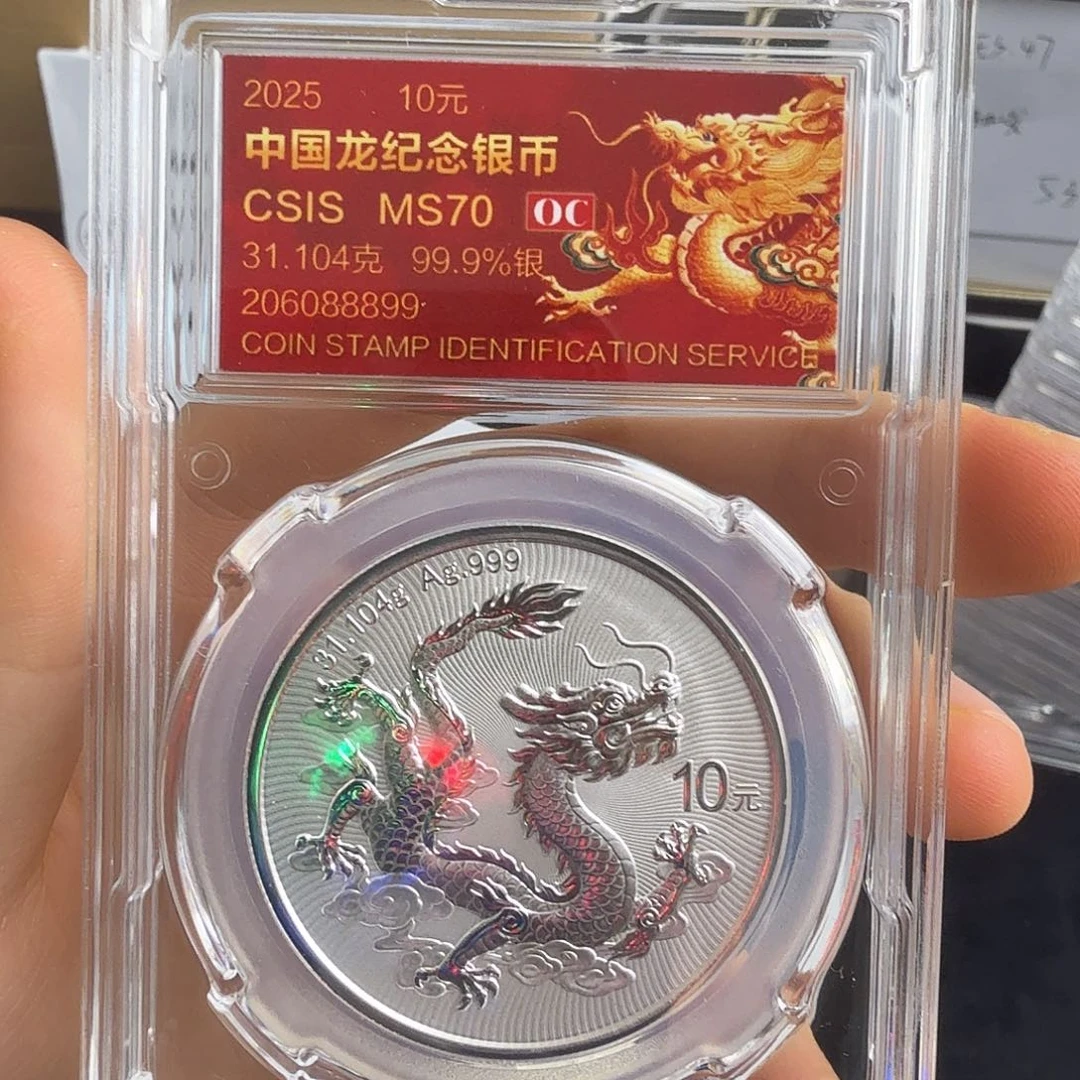 2025 10元
中国龙纪念银币
CSIS MS70 OC
31.104克 99.9%银
206088899
COIN STAMP IDENTIFICATION SERVICE
31.104g Ag.999
10元